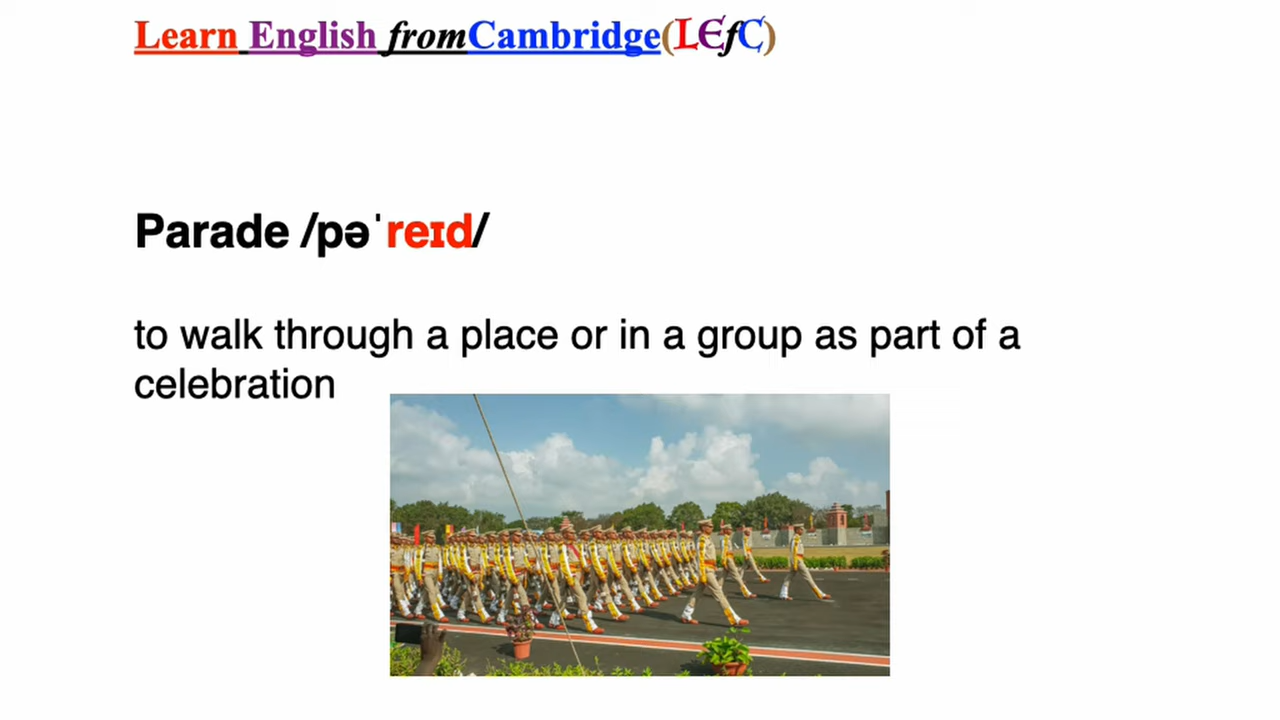 Learn English fromCambridge(LEfC)
Parade /pəˈreɪd/
to walk through a place or in a group as part of a
celebration